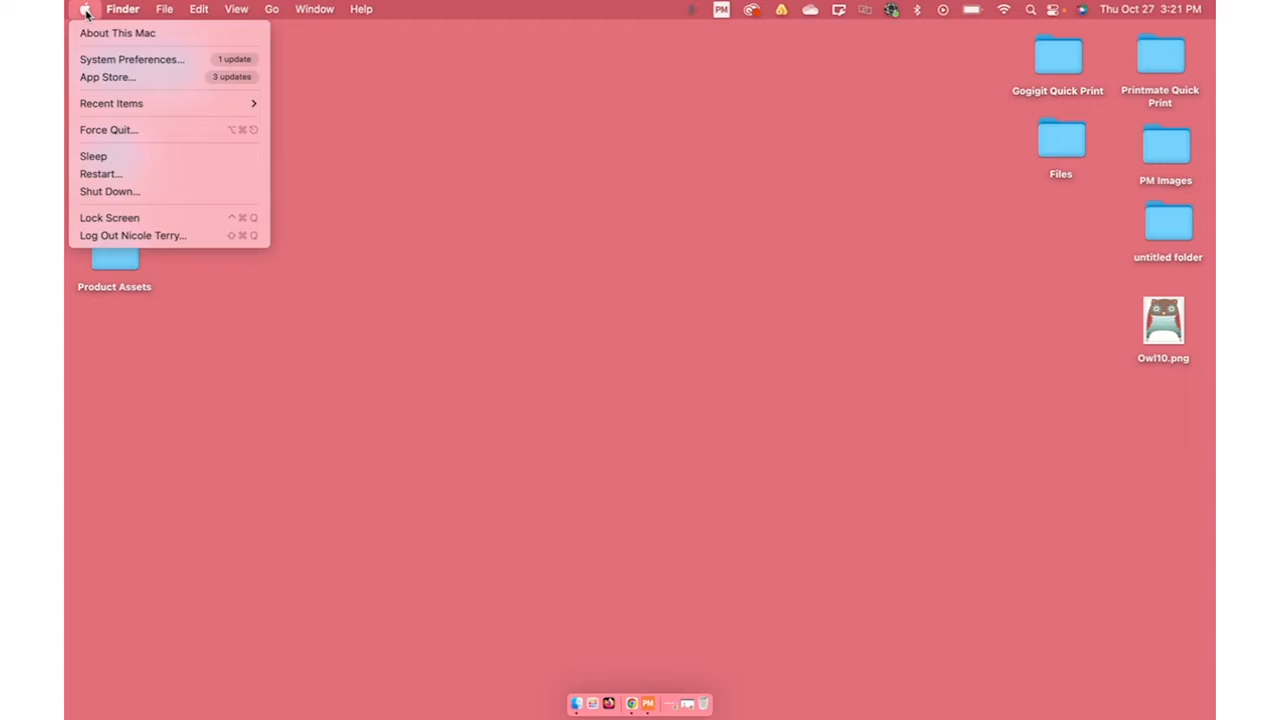 Finder File Edit View Go Window Help PM Thu Oct 27 3:21 PM
About This Mac
System Preferences... 1 update
App Store... 3 updates
Recent Items
Force Quit...
Sleep
Restart...
Shut Down...
Lock Screen ^⌘Q
Log Out Nicole Terry... ⇧⌘Q
Product Assets
Gogigit Quick Print
Printmate Quick
Print
Files
PM Images
untitled folder
Owl10.png
PM